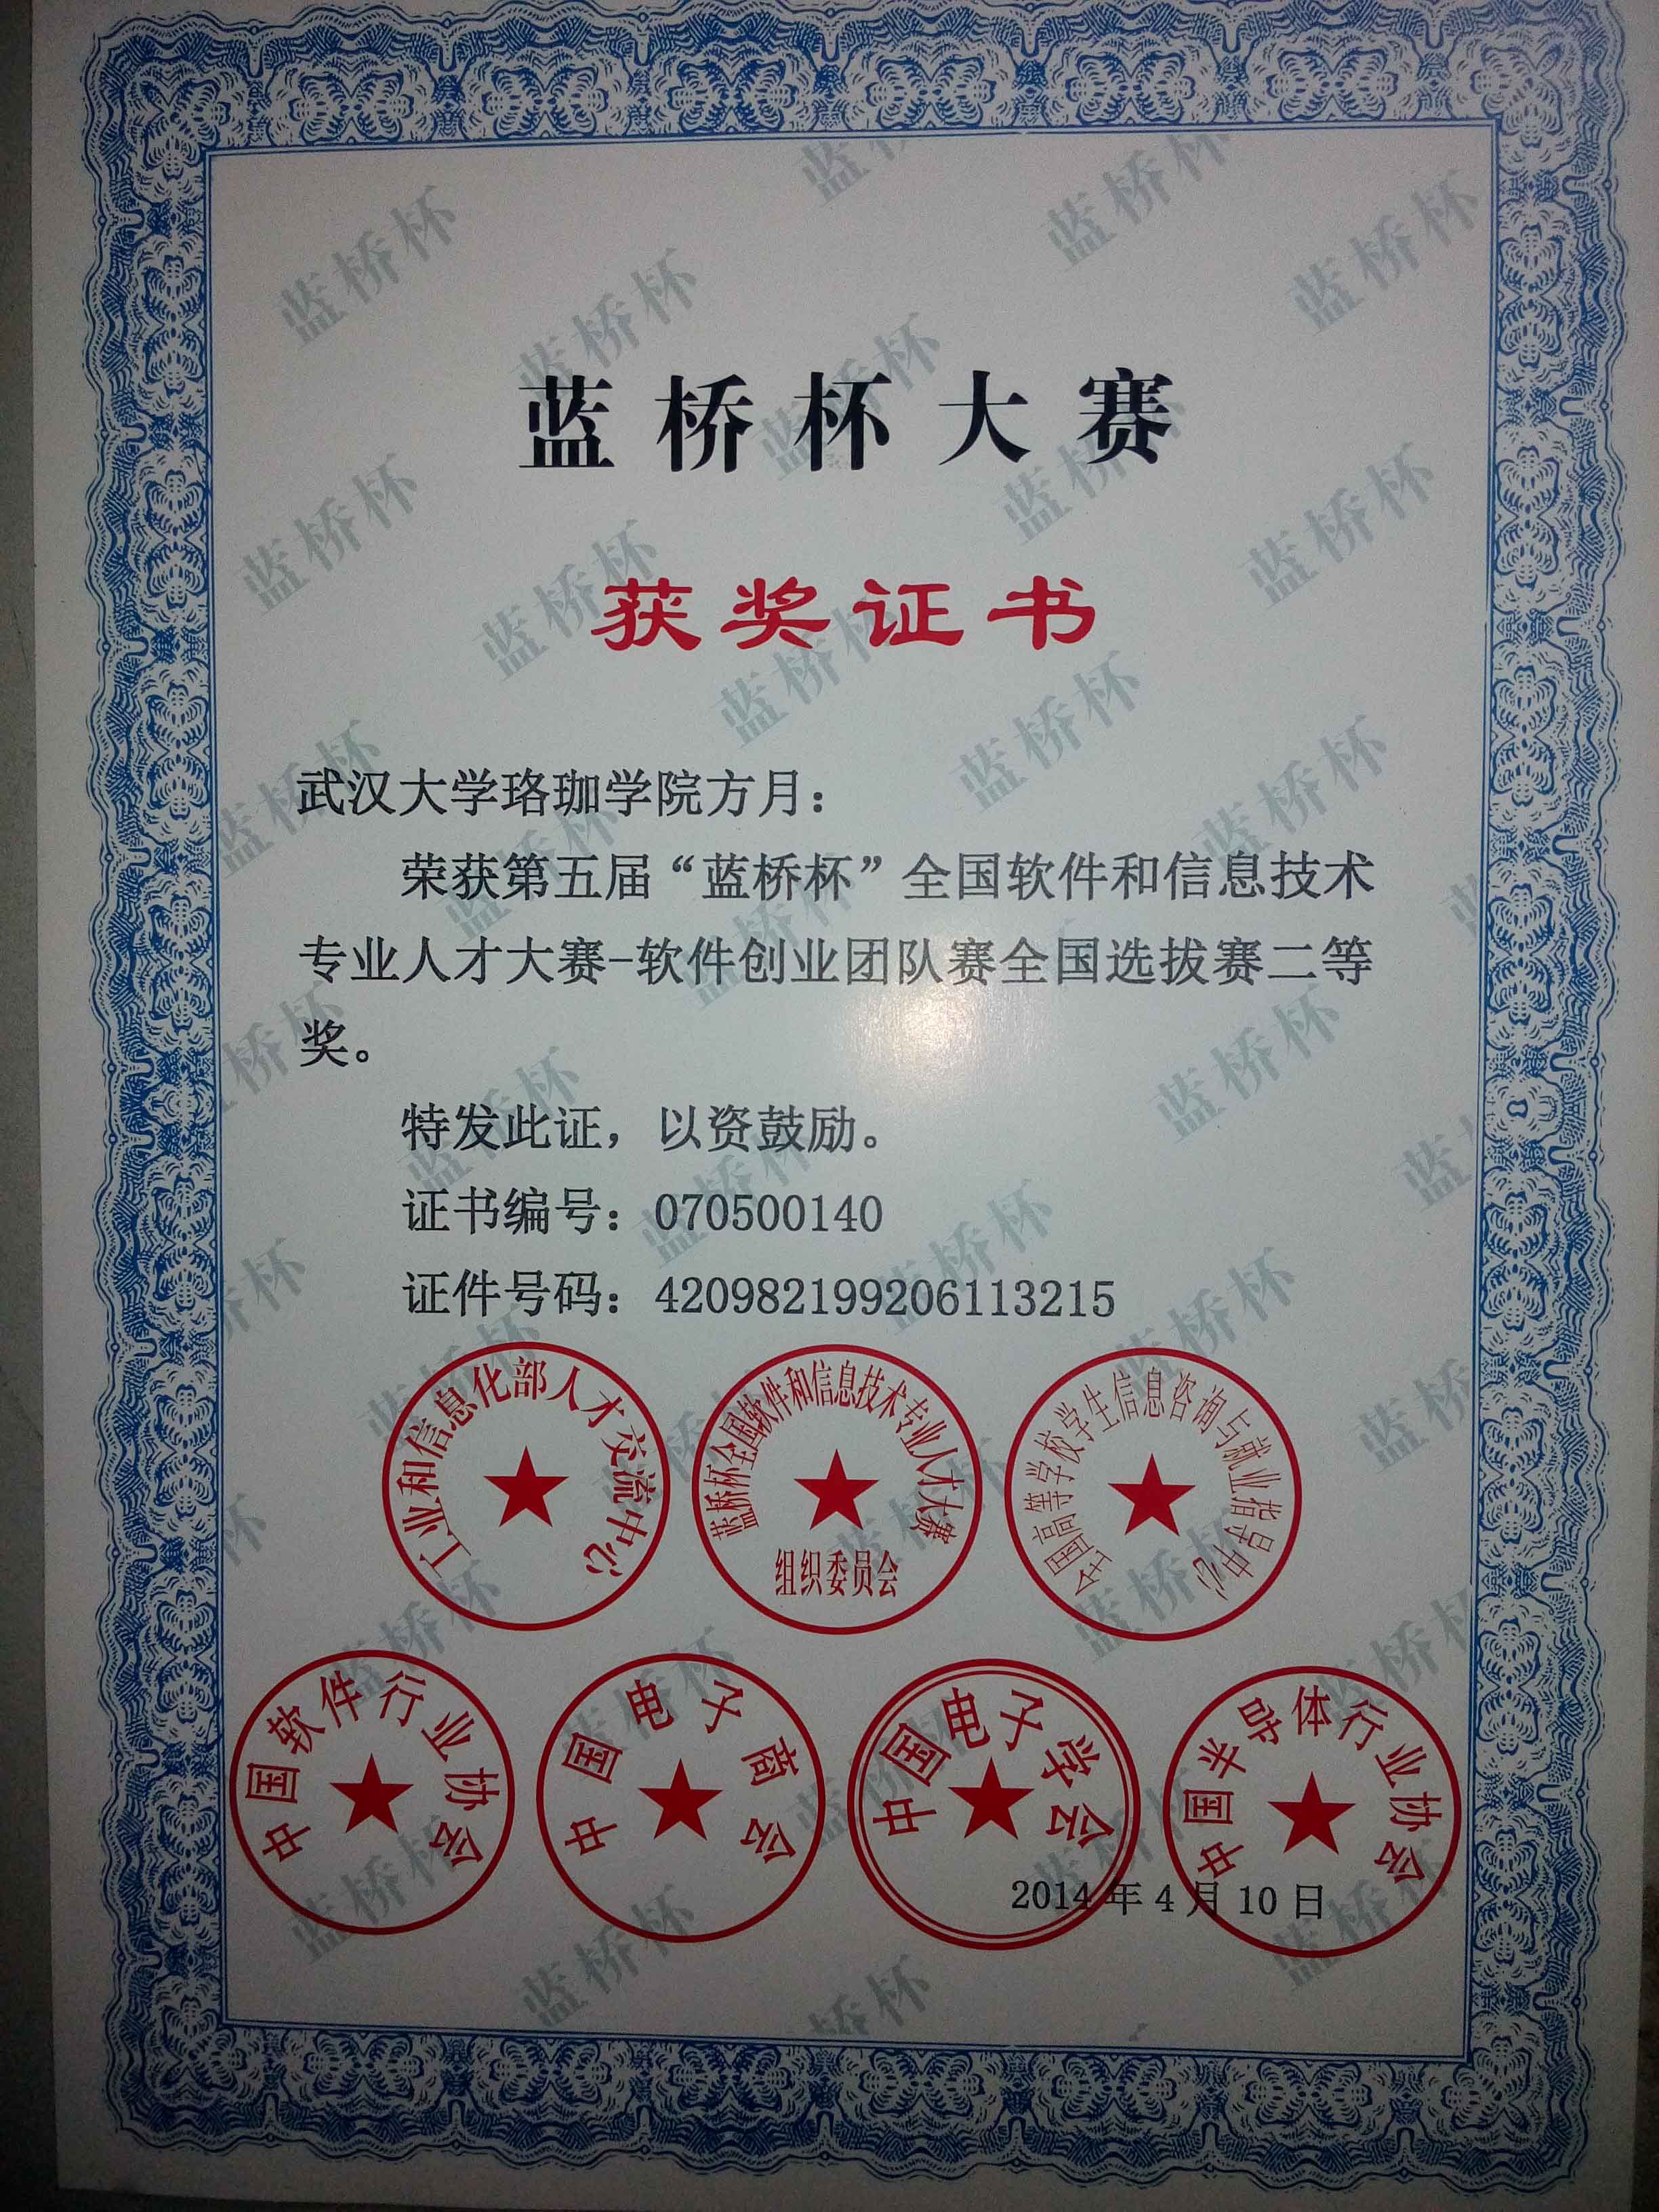 蓝桥杯大赛
获奖证书
武汉大学珞珈学院方月：
荣获第五届“蓝桥杯”全国软件和信息技术
专业人才大赛-软件创业团队赛全国选拔赛二等
奖。
特发此证，以资鼓励。
证书编号：070500140
证件号码：420982199206113215
工业和信息化部人才交流中心
蓝桥杯全国软件和信息技术专业人才大赛
组织委员会
全国高等学校学生信息咨询与就业指导中心
中国软件行业协会
中国电子商会
中国电子学会
中国半导体行业协会
2014年4月10日
蓝桥杯